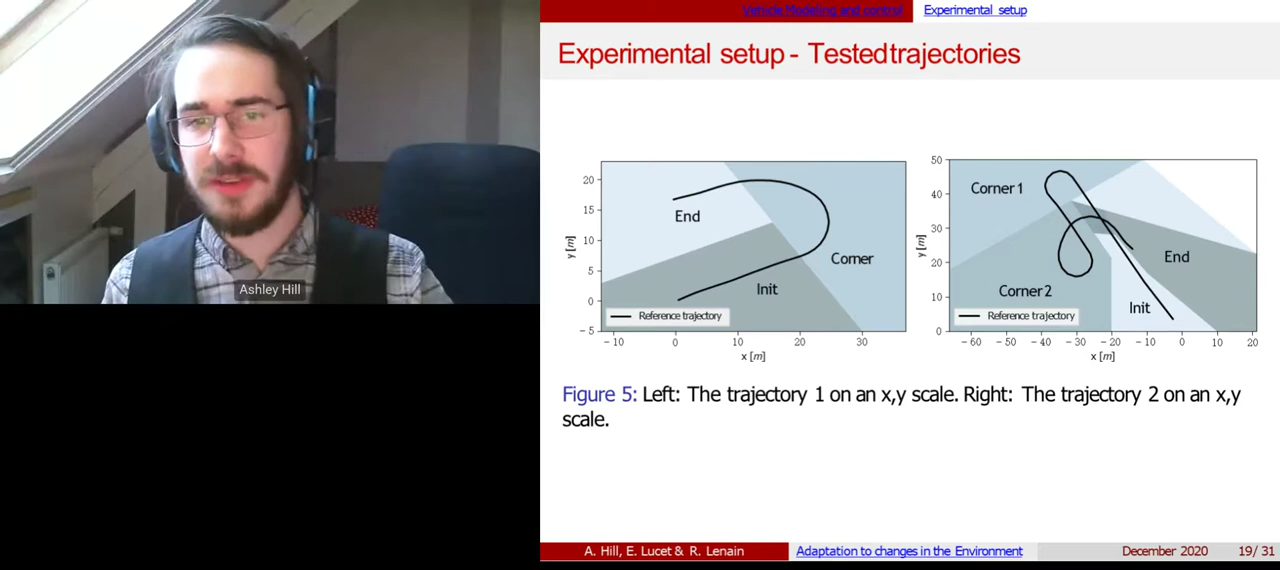 Vehicle Modeling and control
Experimental setup
Experimental setup - Testedtrajectories
20
15
10
5
0
- 5
y [m]
End
Corner
Init
Reference trajectory
- 10
0
10
20
30
x [m]
50
40
30
20
10
0
y [m]
Corner 1
Corner 2
End
Init
Reference trajectory
- 60
- 50
- 40
- 30
- 20
- 10
0
10
20
x [m]
Figure 5: Left: The trajectory 1 on an x,y scale. Right: The trajectory 2 on an x,y
scale.
Ashley Hill
A. Hill, E. Lucet & R. Lenain
Adaptation to changes in the Environment
December 2020
19/ 31